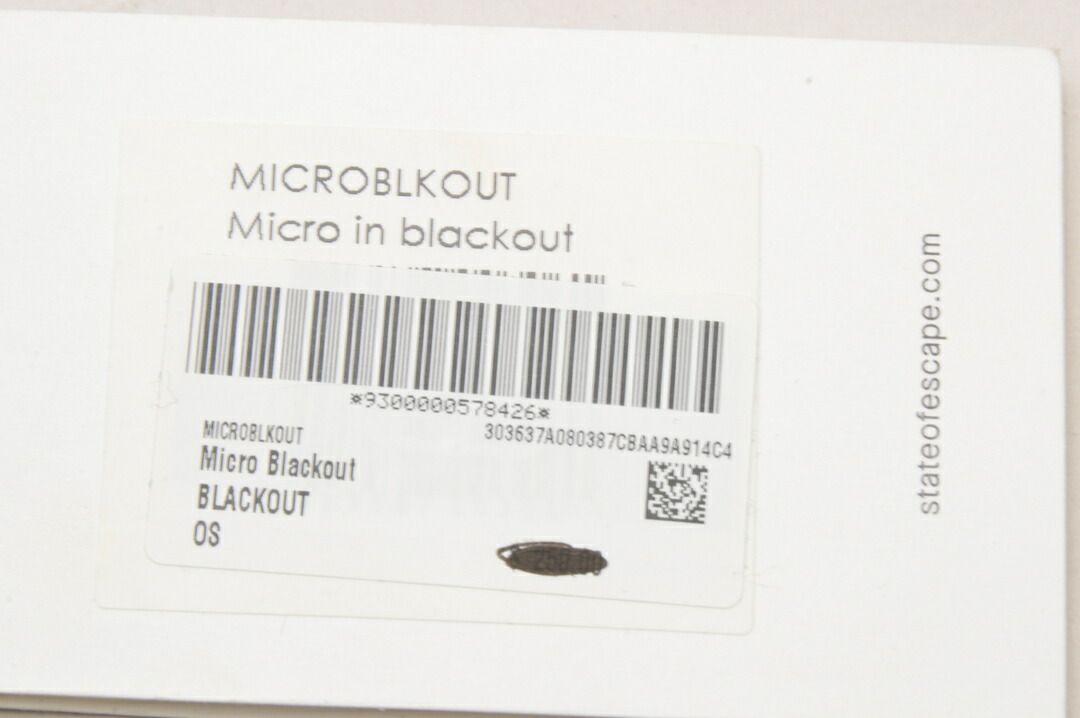 MICROBLKOUT
Micro in blackout
*9300000578426*
303637A080387CBAA9A914C4
MICROBLKOUT
Micro Blackout
BLACKOUT
OS
stateofescape.com